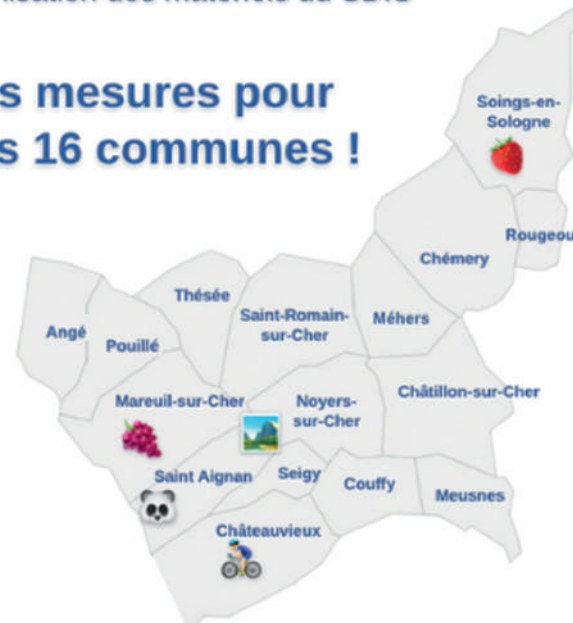 s mesures pour
s 16 communes !
Soings-en-
Sologne
Rougeou
Chémery
Thésée
Saint-Romain-
sur-Cher
Méhers
Angé
Pouillé
Mareuil-sur-Cher
Noyers-
sur-Cher
Châtillon-sur-Cher
Saint Aignan
Seigy
Couffy
Meusnes
Châteauvieux